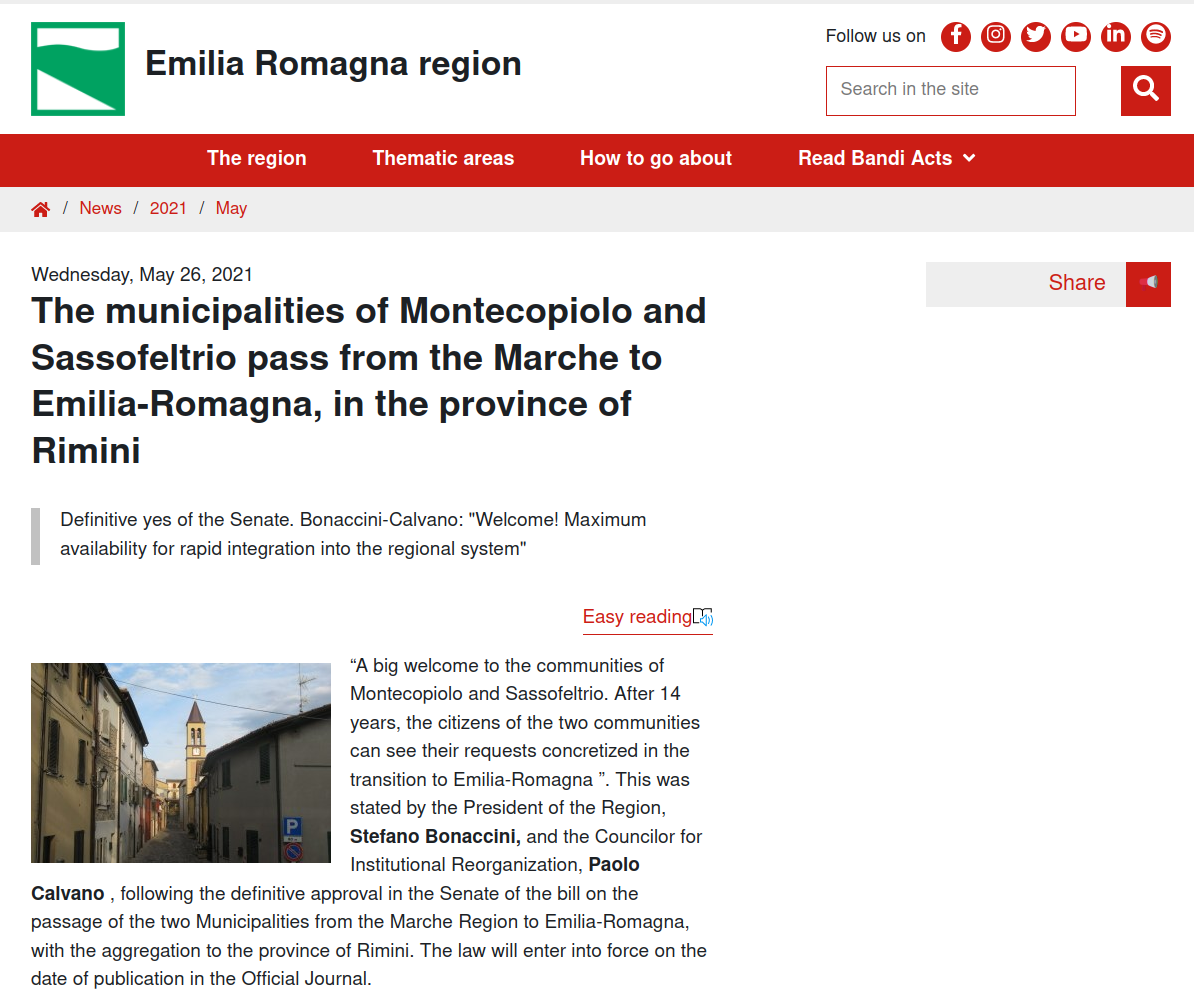 Emilia Romagna region
Follow us on
Search in the site
The region
Thematic areas
How to go about
Read Bandi Acts
/ News / 2021 / May
Wednesday, May 26, 2021
Share
The municipalities of Montecopiolo and
Sassofeltrio pass from the Marche to
Emilia-Romagna, in the province of
Rimini
Definitive yes of the Senate. Bonaccini-Calvano: "Welcome! Maximum
availability for rapid integration into the regional system"
Easy reading
“A big welcome to the communities of
Montecopiolo and Sassofeltrio. After 14
years, the citizens of the two communities
can see their requests concretized in the
transition to Emilia-Romagna ”. This was
stated by the President of the Region,
Stefano Bonaccini, and the Councilor for
Institutional Reorganization, Paolo
Calvano , following the definitive approval in the Senate of the bill on the
passage of the two Municipalities from the Marche Region to Emilia-Romagna,
with the aggregation to the province of Rimini. The law will enter into force on the
date of publication in the Official Journal.
P